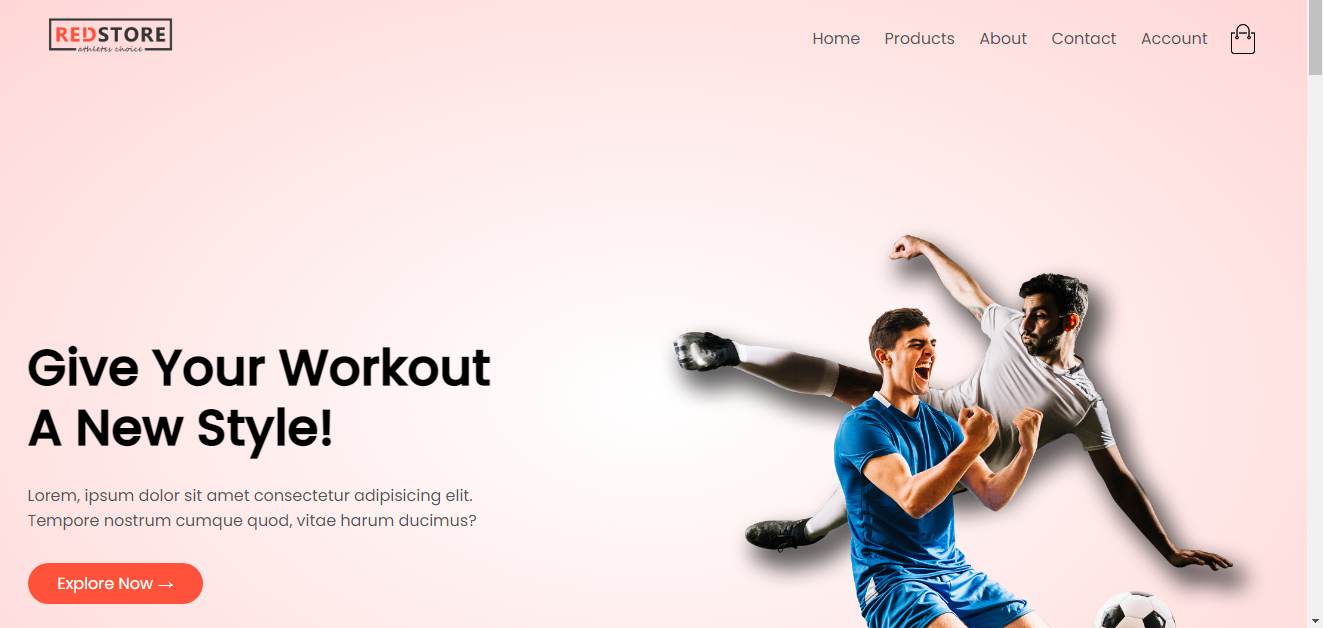 REDSTORE
athletes choice
Home Products About Contact Account
Give Your Workout
A New Style!
Lorem, ipsum dolor sit amet consectetur adipisicing elit.
Tempore nostrum cumque quod, vitae harum ducimus?
Explore Now →